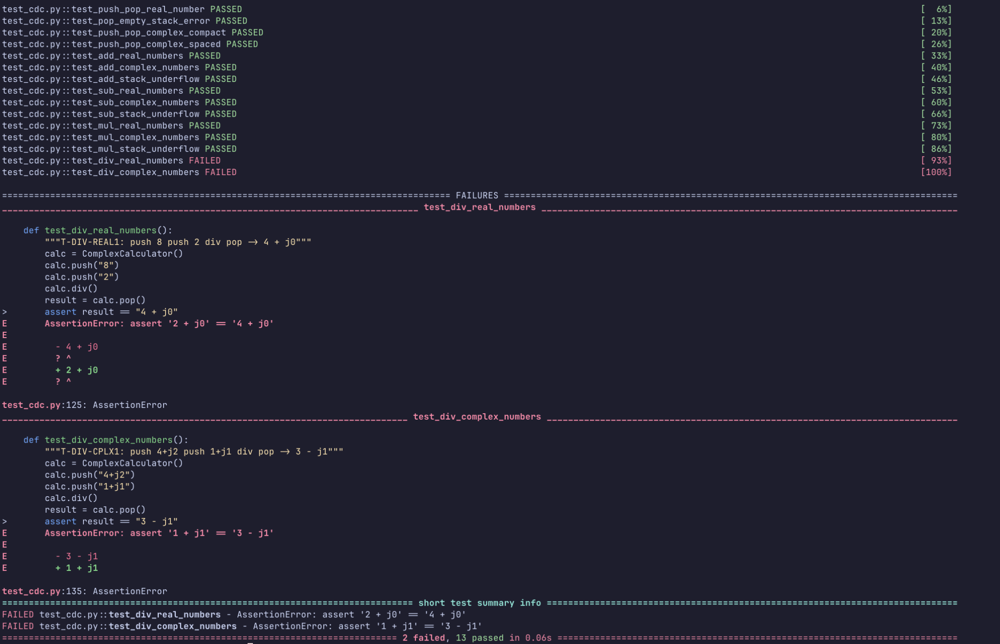 test_cdc.py::test_push_pop_real_number PASSED [  6%]
test_cdc.py::test_pop_empty_stack_error PASSED [ 13%]
test_cdc.py::test_push_pop_complex_compact PASSED [ 20%]
test_cdc.py::test_push_pop_complex_spaced PASSED [ 26%]
test_cdc.py::test_add_real_numbers PASSED [ 33%]
test_cdc.py::test_add_complex_numbers PASSED [ 40%]
test_cdc.py::test_add_stack_underflow PASSED [ 46%]
test_cdc.py::test_sub_real_numbers PASSED [ 53%]
test_cdc.py::test_sub_complex_numbers PASSED [ 60%]
test_cdc.py::test_sub_stack_underflow PASSED [ 66%]
test_cdc.py::test_mul_real_numbers PASSED [ 73%]
test_cdc.py::test_mul_complex_numbers PASSED [ 80%]
test_cdc.py::test_mul_stack_underflow PASSED [ 86%]
test_cdc.py::test_div_real_numbers FAILED [ 93%]
test_cdc.py::test_div_complex_numbers FAILED [100%]
==================== FAILURES ====================
____________________ test_div_real_numbers ____________________
    def test_div_real_numbers():
        """T-DIV-REAL1: push 8 push 2 div pop -> 4 + j0"""
        calc = ComplexCalculator()
        calc.push("8")
        calc.push("2")
        calc.div()
        result = calc.pop()
>       assert result == "4 + j0"
E       AssertionError: assert '2 + j0' == '4 + j0'
E
E         - 4 + j0
E         ? ^
E         + 2 + j0
E         ? ^
test_cdc.py:125: AssertionError
____________________ test_div_complex_numbers ____________________
    def test_div_complex_numbers():
        """T-DIV-CPLX1: push 4+j2 push 1+j1 div pop -> 3 - j1"""
        calc = ComplexCalculator()
        calc.push("4+j2")
        calc.push("1+j1")
        calc.div()
        result = calc.pop()
>       assert result == "3 - j1"
E       AssertionError: assert '1 + j1' == '3 - j1'
E
E         - 3 - j1
E         + 1 + j1
test_cdc.py:135: AssertionError
==================== short test summary info ====================
FAILED test_cdc.py::test_div_real_numbers - AssertionError: assert '2 + j0' == '4 + j0'
FAILED test_cdc.py::test_div_complex_numbers - AssertionError: assert '1 + j1' == '3 - j1'
==================== 2 failed, 13 passed in 0.06s ====================